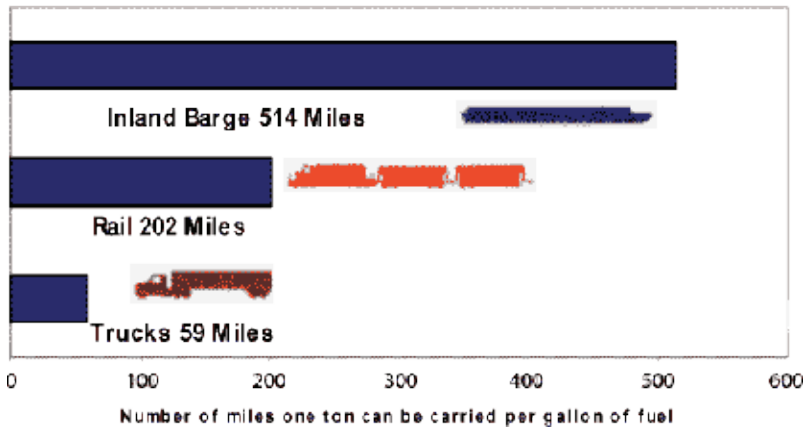 Inland Barge 514 Miles
Rail 202 Miles
Trucks 59 Miles
0 100 200 300 400 500 600
Number of miles one ton can be carried per gallon of fuel